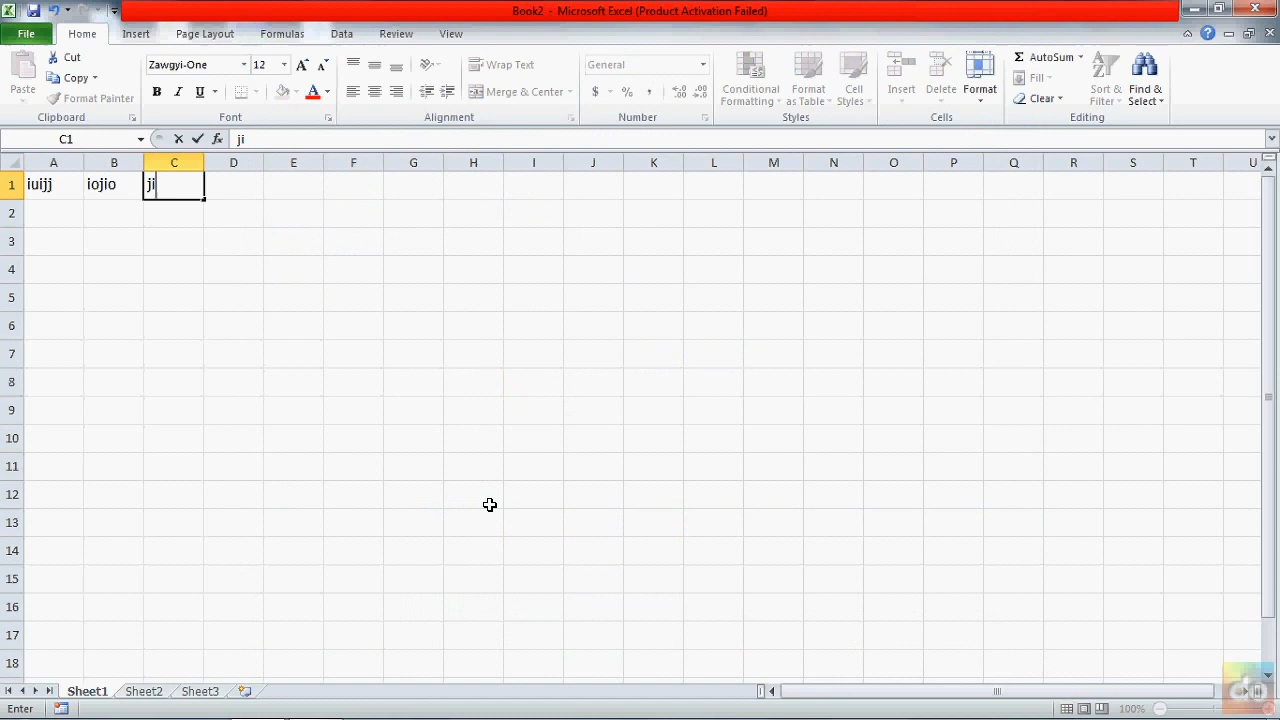 Book2 - Microsoft Excel (Product Activation Failed)
File Home Insert Page Layout Formulas Data Review View
Paste Cut Copy Format Painter
Clipboard
Zawgyi-One 12 A A
B I U A
Font
Wrap Text
Merge & Center
Alignment
General
$ % , .0 .00 .00 .0
Number
Conditional Formatting Format as Table Cell Styles
Styles
Insert Delete Format
Cells
Σ AutoSum
Fill
Clear
Sort & Filter Find & Select
Editing
C1 fx ji
A B C D E F G H I J K L M N O P Q R S T U
1 iuijj iojio ji
2
3
4
5
6
7
8
9
10
11
12
13
14
15
16
17
18
Sheet1 Sheet2 Sheet3
Enter 100%